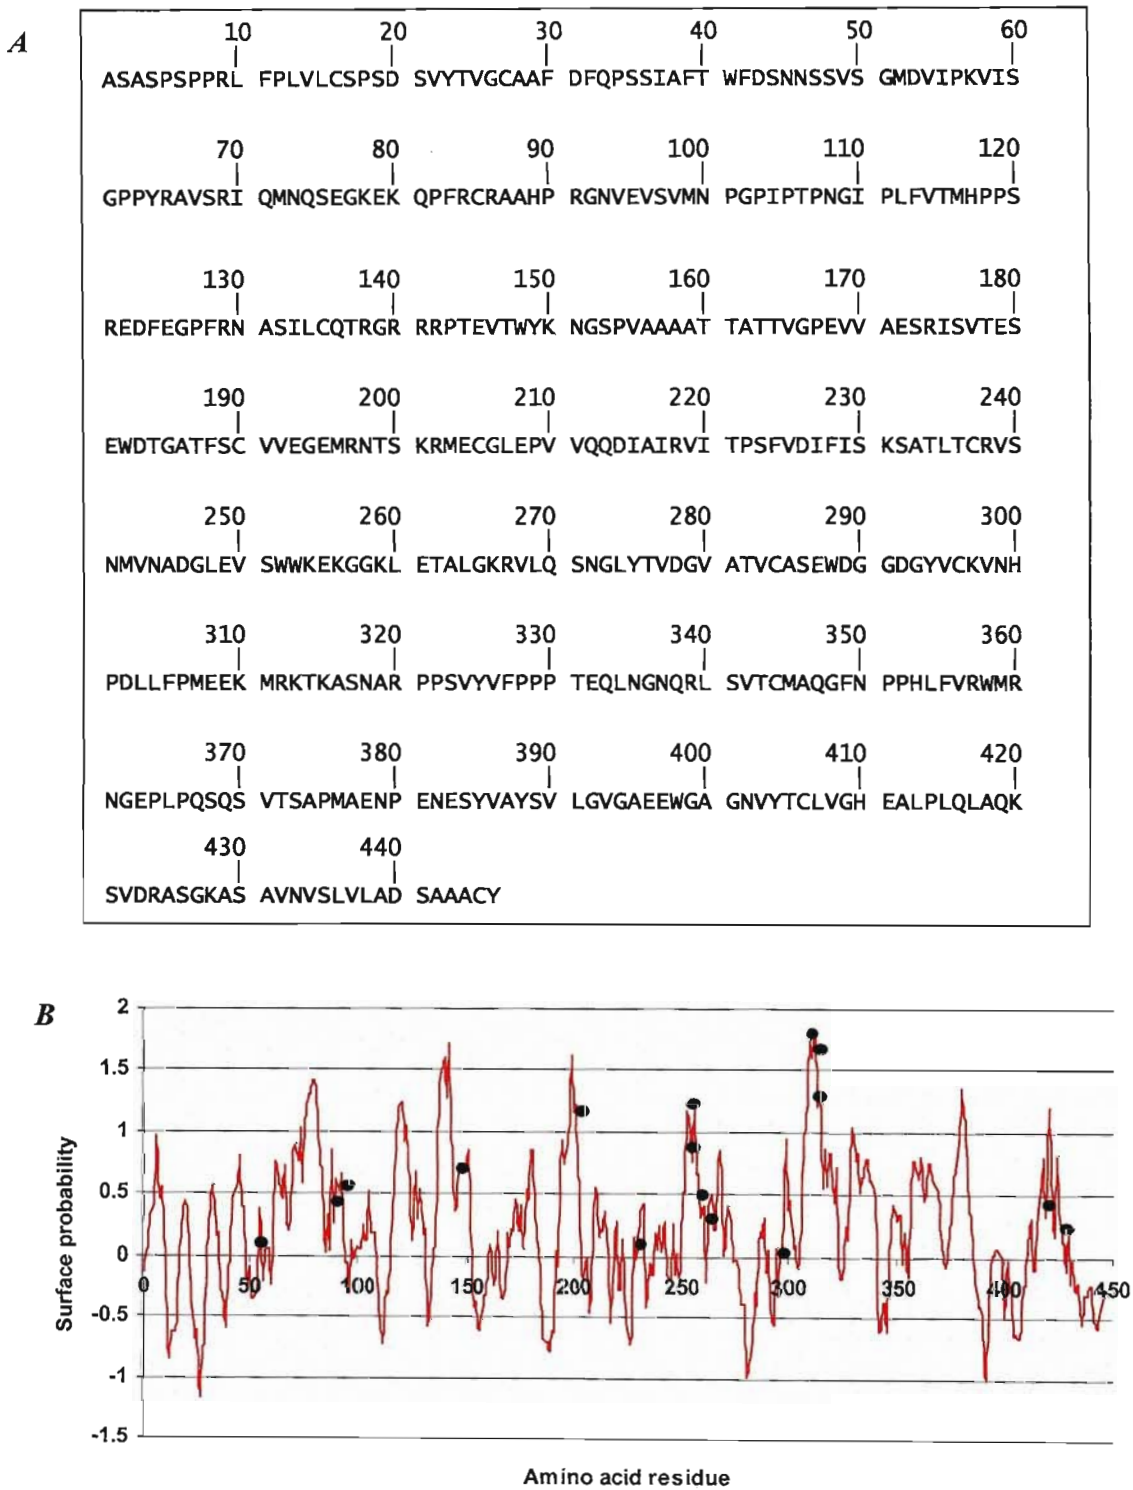 A
10 20 30 40 50 60
ASASPSPPRL FPLVLCSPSD SVYTVGCAAF DFQPSSIAFT WFDSNNSSVS GMDVIPKVIS
70 80 90 100 110 120
GPPYRAVSRI QMNQSEGKEK QPFRCRAAHP RGNVEVSVMN PGPIPTPNGI PLFVTMHPPS
130 140 150 160 170 180
REDFEGPFRN ASILCQTRGR RRPTEVTWYK NGSPVAAAAT TATTVGPEVV AESRISVTES
190 200 210 220 230 240
EWDTGATFSC VVEGEMRNTS KRMECGLEPV VQQDIAIRVI TPSFVDIFIS KSATLTCRVS
250 260 270 280 290 300
NMVNADGLEV SWWKEKGGKL ETALGKRVLQ SNGLYTVDGV ATVCASEWDG GDGYVCKVNH
310 320 330 340 350 360
PDLLFPMEEK MRKTKASNAR PPSVYVFPPP TEQLNGNQRL SVTCMAQGFN PPHLFVRWMR
370 380 390 400 410 420
NGEPLPQSQS VTSAPMAENP ENESYVAYSV LGVGAEEWGA GNVYTCLVGH EALPLQLAQK
430 440
SVDRASGKAS AVNVSLVLAD SAAACY
B
2
1.5
1
0.5
0
0 50 100 150 200 250 300 350 400 450
-0.5
-1
-1.5
Surface probability
Amino acid residue